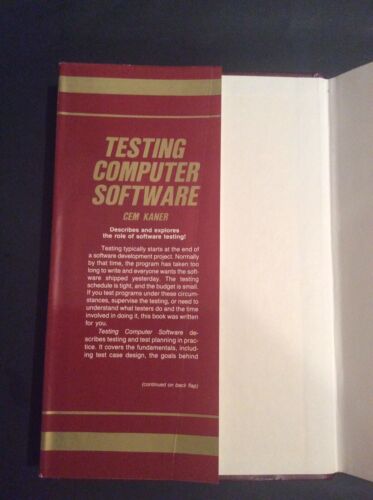 TESTING
COMPUTER
SOFTWARE
CEM KANER
Describes and explores
the role of software testing!
Testing typically starts at the end of
a software development project. Normally
by that time, the program has taken too
long to write and everyone wants the soft-
ware shipped yesterday. The testing
schedule is tight, and the budget is small.
If you test programs under these circum-
stances, supervise the testing, or need to
understand what testers do and the time
involved in doing it, this book was written
for you.
Testing Computer Software de-
scribes testing and test planning in prac-
tice. It covers the fundamentals, includ-
ing test case design, the goals behind
(continued on back flap)